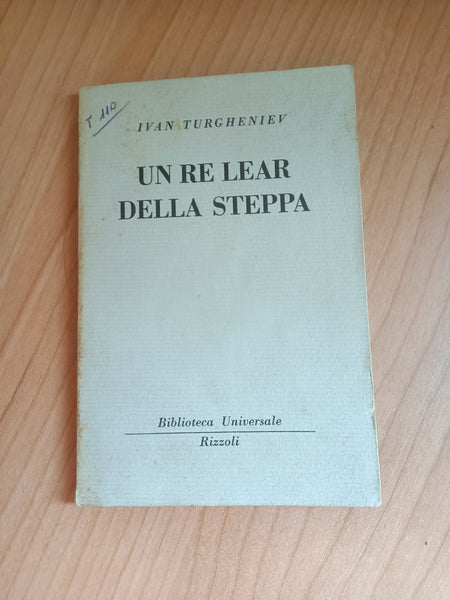 T 110
IVAN TURGHENIEV
UN RE LEAR
DELLA STEPPA
Biblioteca Universale
Rizzoli